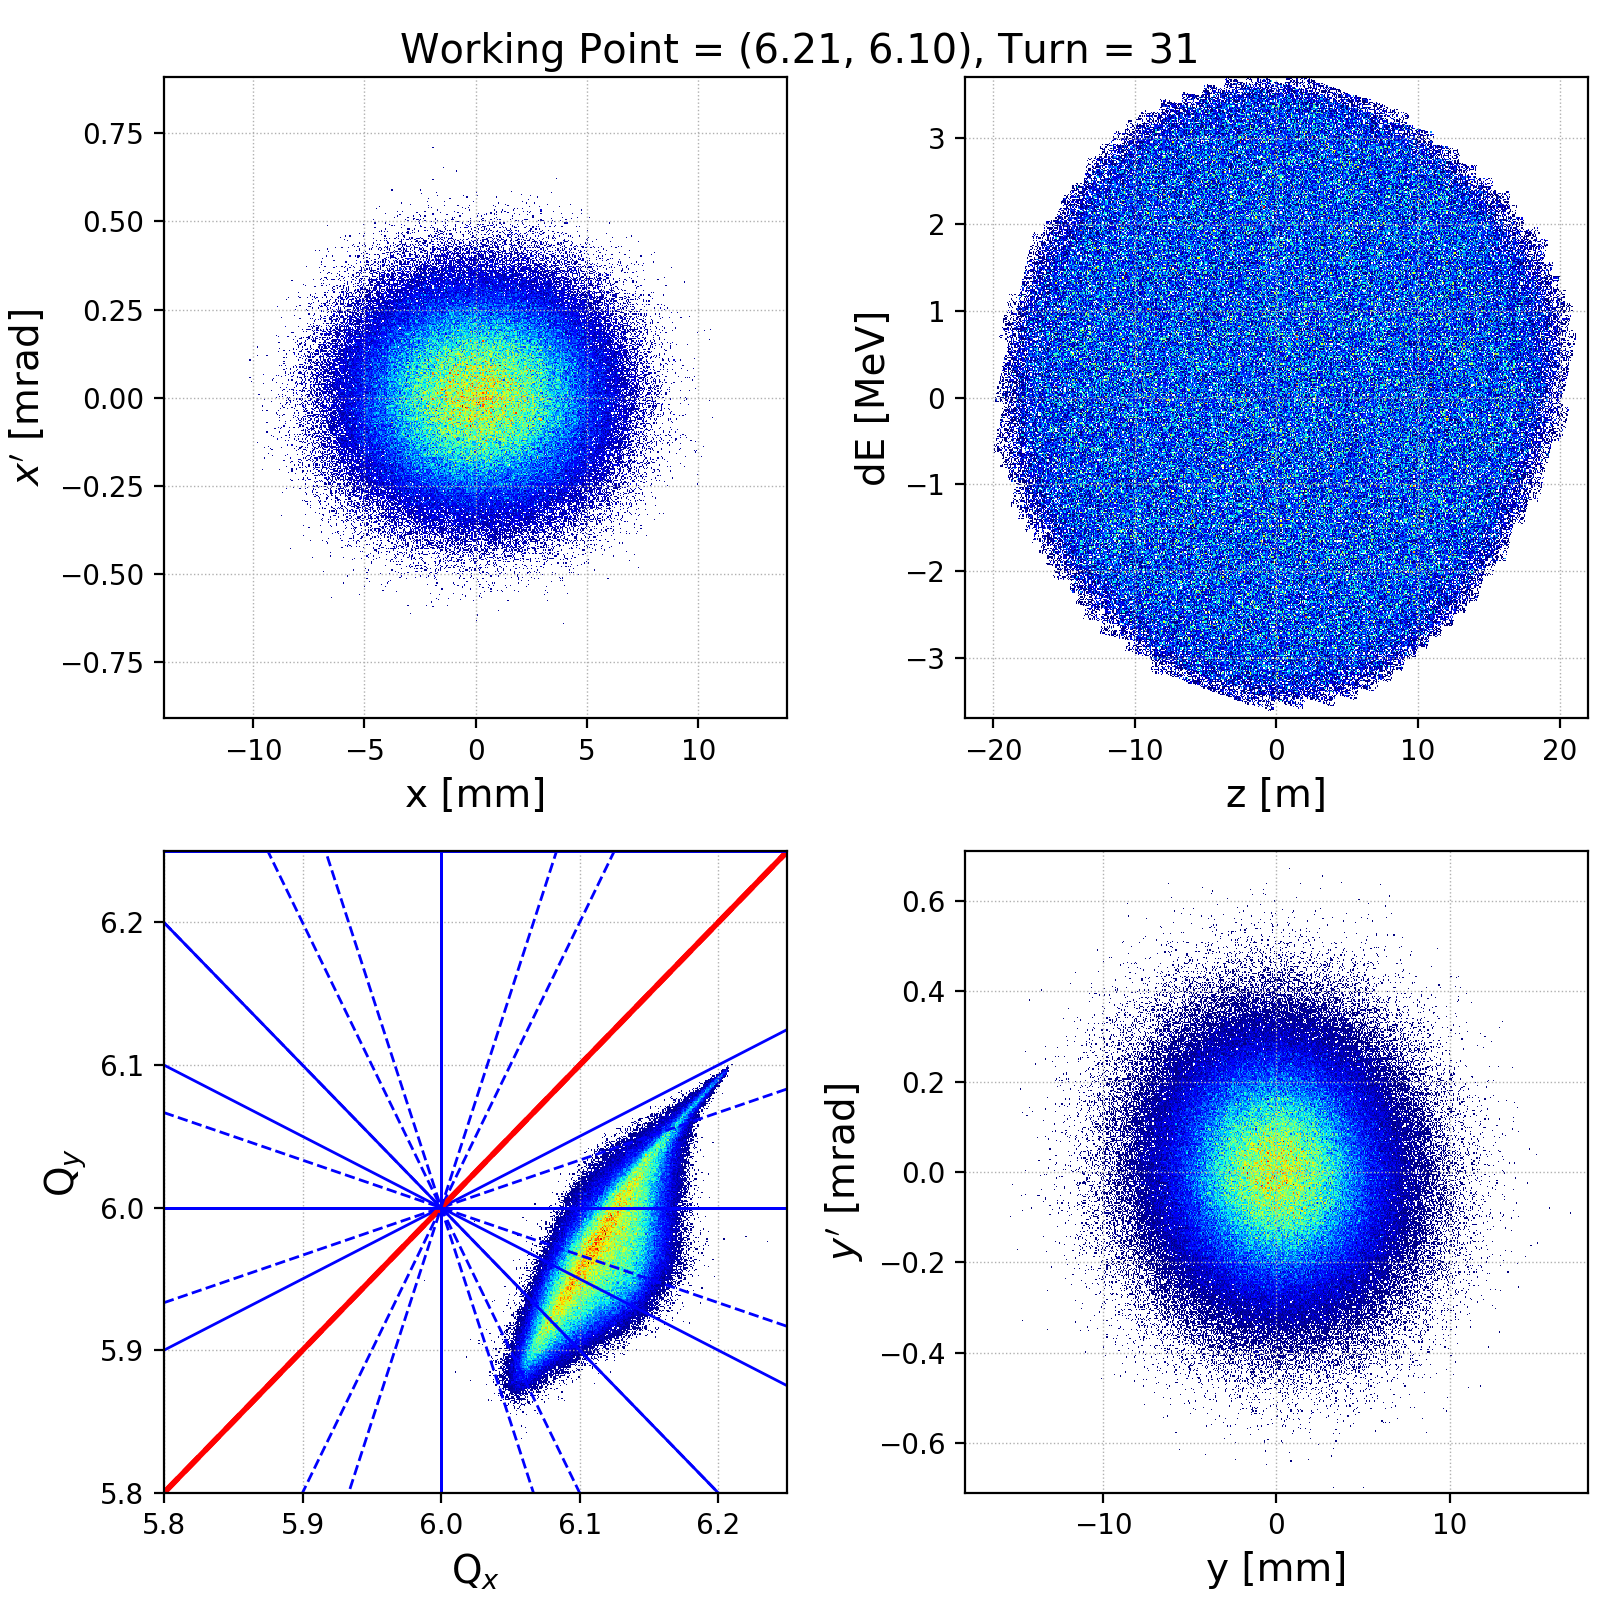 Working Point = (6.21, 6.10), Turn = 31
0.75
0.50
0.25
0.00
−0.25
−0.50
−0.75
x′ [mrad]
−10 −5 0 5 10
x [mm]
3
2
1
0
−1
−2
−3
dE [MeV]
−20 −10 0 10 20
z [m]
6.2
6.1
6.0
5.9
5.8
Qy
5.8 5.9 6.0 6.1 6.2
Qx
0.6
0.4
0.2
0.0
−0.2
−0.4
−0.6
y′ [mrad]
−10 0 10
y [mm]